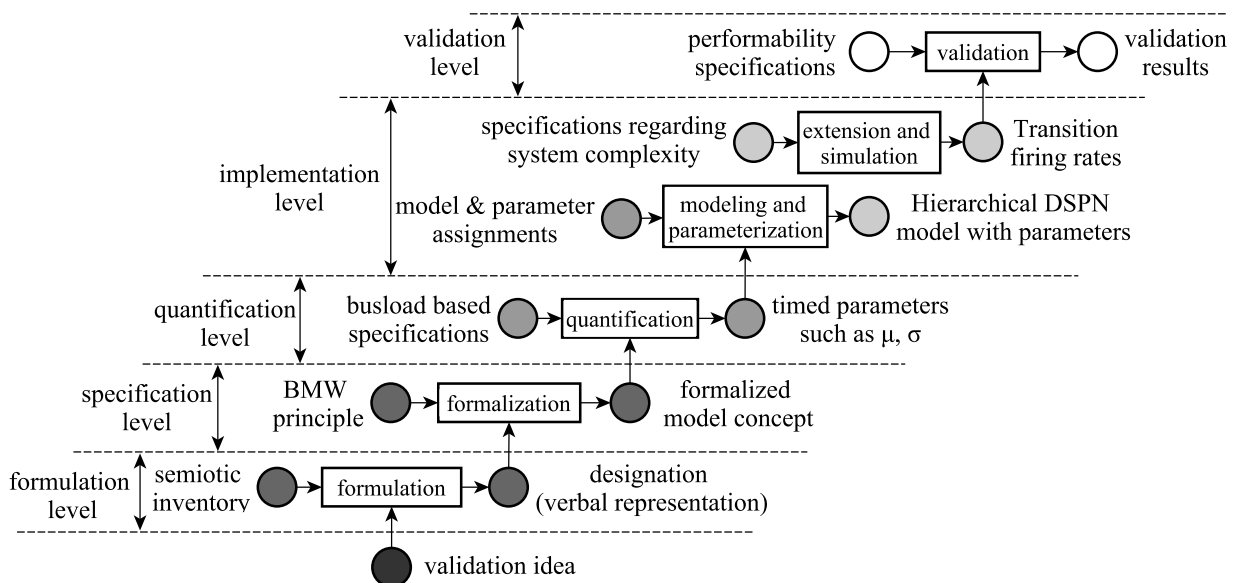 validation
level
performability
specifications
validation
validation
results
implementation
level
specifications regarding
system complexity
extension and
simulation
Transition
firing rates
model & parameter
assignments
modeling and
parameterization
Hierarchical DSPN
model with parameters
quantification
level
busload based
specifications
quantification
timed parameters
such as μ, σ
specification
level
BMW
principle
formalization
formalized
model concept
formulation
level
semiotic
inventory
formulation
designation
(verbal representation)
validation idea